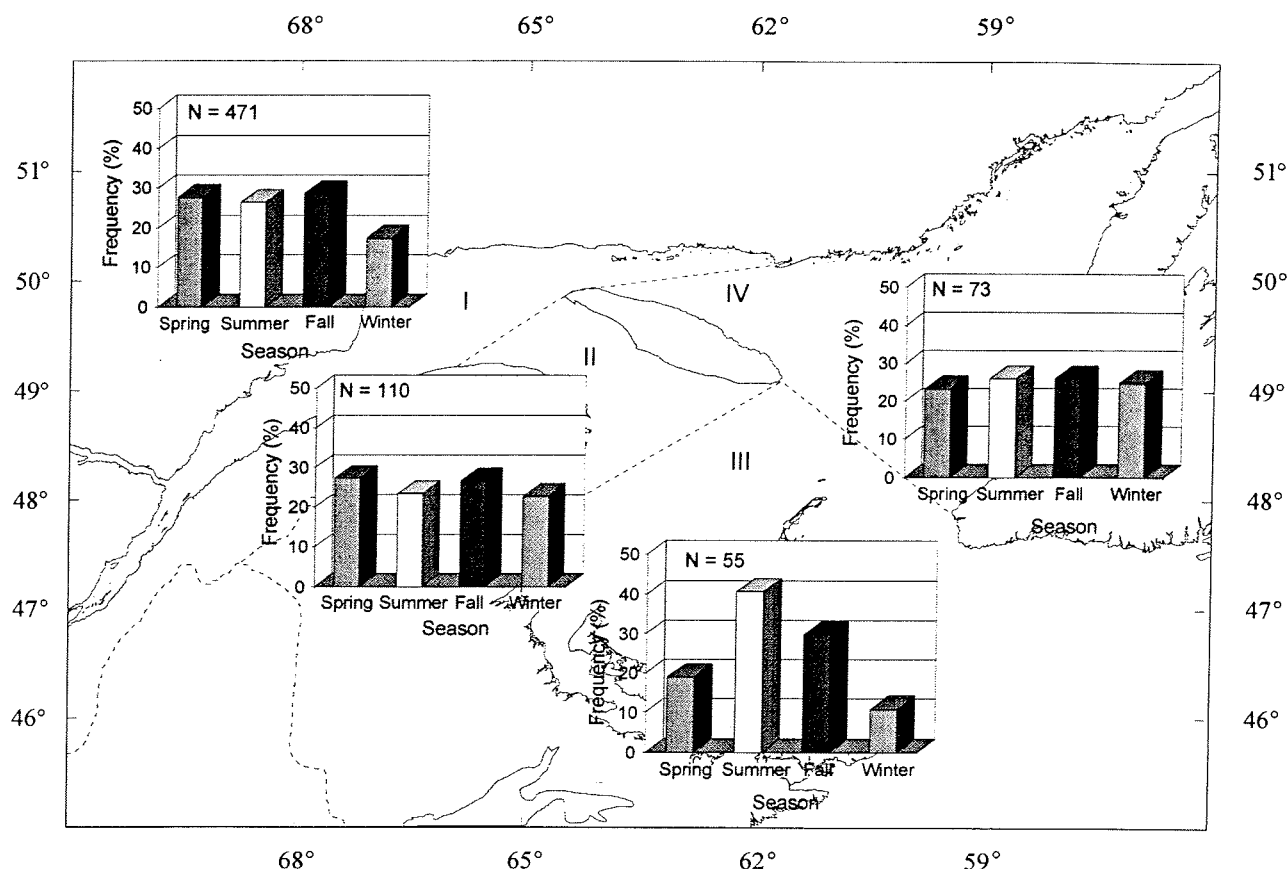 68° 65° 62° 59°
51° 51°
50° 50°
49° 49°
48° 48°
47° 47°
46° 46°
68° 65° 62° 59°
N = 471
Frequency (%)
50
40
30
20
10
0
Spring Summer Fall Winter
Season
I
II
III
IV
N = 110
Frequency (%)
50
40
30
20
10
0
Spring Summer Fall Winter
Season
N = 73
Frequency (%)
50
40
30
20
10
0
Spring Summer Fall Winter
Season
N = 55
Frequency (%)
50
40
30
20
10
0
Spring Summer Fall Winter
Season